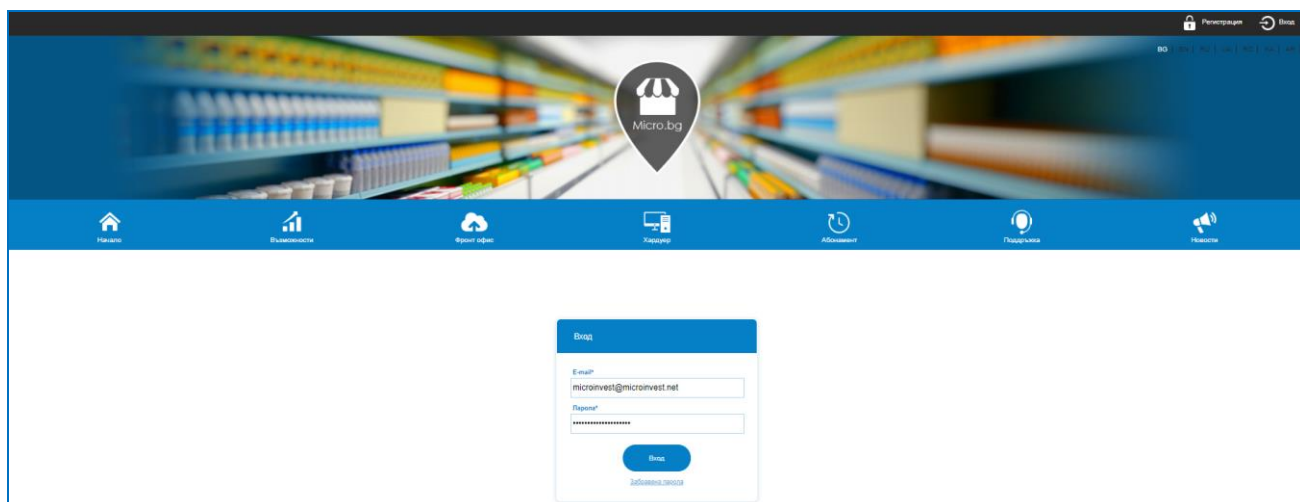 Регистрация Вход
BG
Micro.bg
Начало Възможности Фронт офис Хардуер Абонамент Поддръжка Новости
Вход
E-mail*
microinvest@microinvest.net
Парола*
••••••••••••••••••••
Вход
Забравена парола